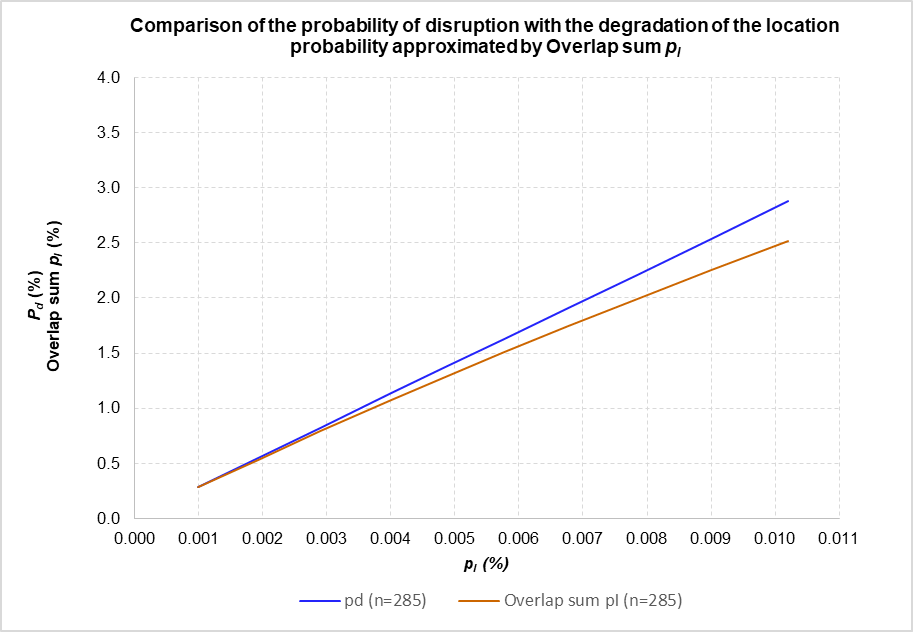 Comparison of the probability of disruption with the degradation of the location
probability approximated by Overlap sum pl
4.0
3.5
3.0
2.5
2.0
1.5
1.0
0.5
0.0
Pd (%)
Overlap sum pl (%)
0.000 0.001 0.002 0.003 0.004 0.005 0.006 0.007 0.008 0.009 0.010 0.011
pl (%)
pd (n=285) Overlap sum pl (n=285)